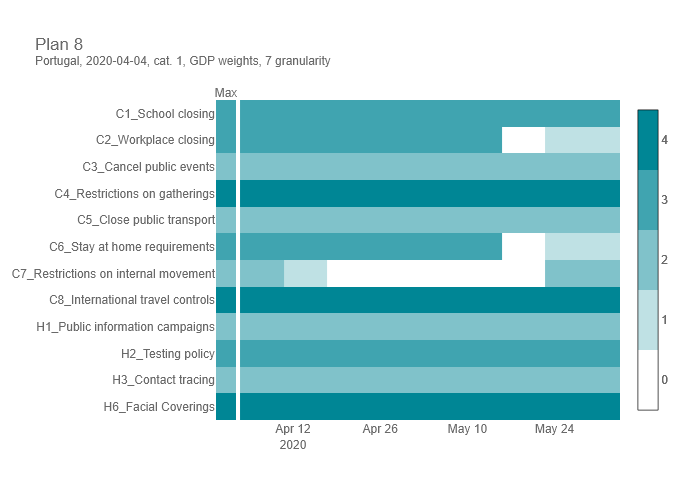 Plan 8
Portugal, 2020-04-04, cat. 1, GDP weights, 7 granularity
Max
C1_School closing
C2_Workplace closing
C3_Cancel public events
C4_Restrictions on gatherings
C5_Close public transport
C6_Stay at home requirements
C7_Restrictions on internal movement
C8_International travel controls
H1_Public information campaigns
H2_Testing policy
H3_Contact tracing
H6_Facial Coverings
4
3
2
1
0
Apr 12 Apr 26 May 10 May 24
2020